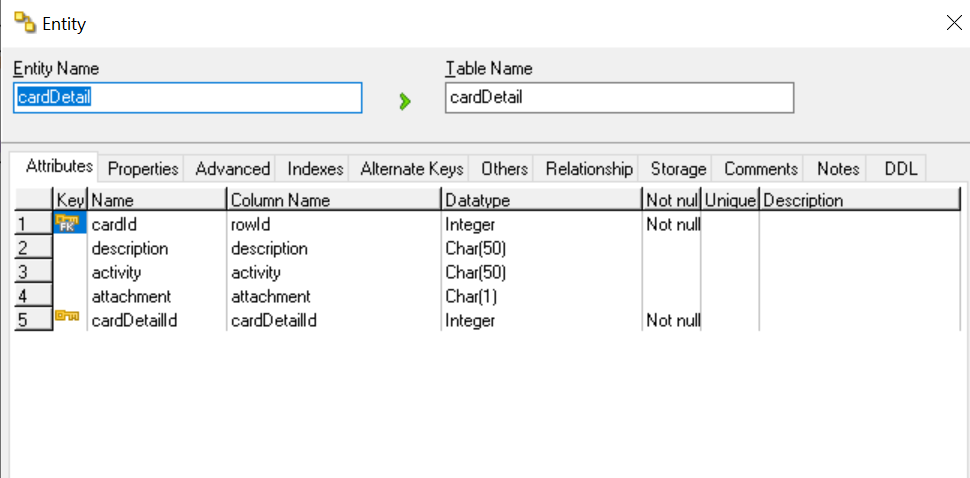 Entity
Entity Name
Table Name
cardDetail
cardDetail
Attributes Properties Advanced Indexes Alternate Keys Others Relationship Storage Comments Notes DDL
Key Name Column Name Datatype Not nul Unique Description
1 FK cardId rowId Integer Not null
2 description description Char(50)
3 activity activity Char(50)
4 attachment attachment Char(1)
5 cardDetailId cardDetailId Integer Not null